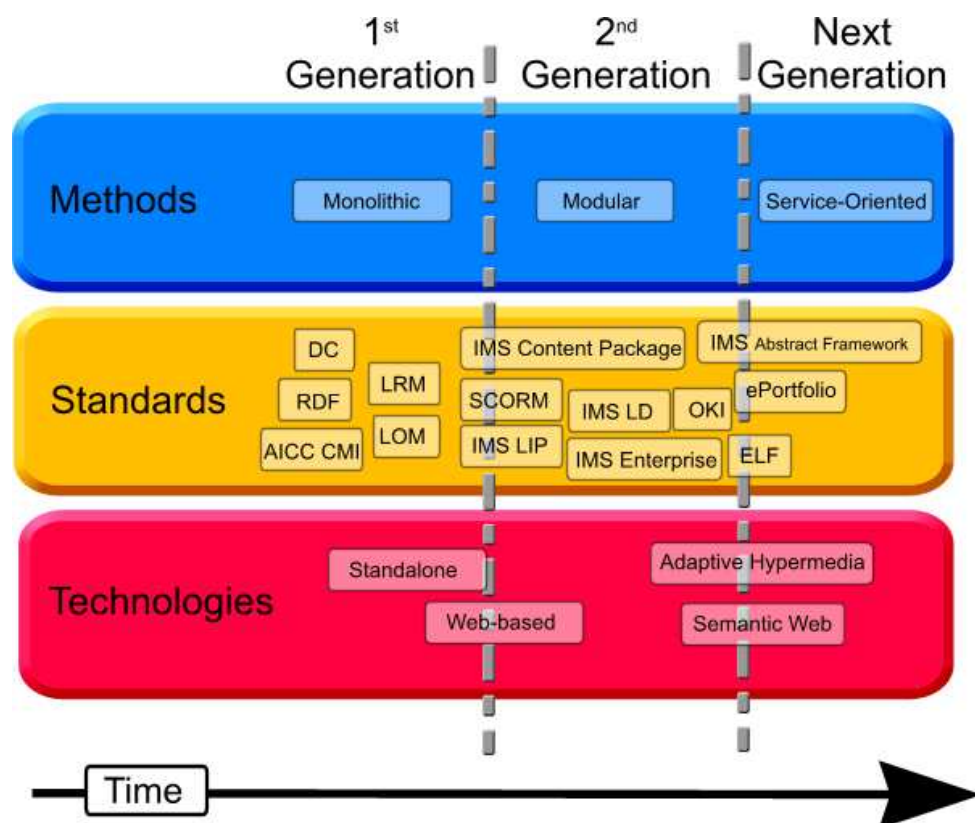 1st
Generation
2nd
Generation
Next
Generation
Methods
Monolithic
Modular
Service-Oriented
Standards
DC
LRM
RDF
LOM
AICC CMI
IMS Content Package
SCORM
IMS LD
OKI
IMS LIP
IMS Enterprise
IMS Abstract Framework
ePortfolio
ELF
Technologies
Standalone
Web-based
Adaptive Hypermedia
Semantic Web
Time